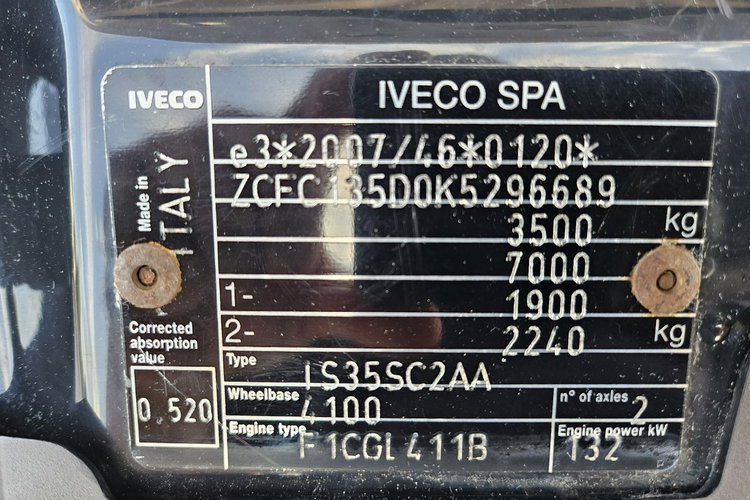 IVECO
IVECO SPA
Made in
ITALY
e3*2007/46*0120*
ZCFC135D0K5296689
3500 kg
7000
1- 1900
2- 2240 kg
Corrected
absorption
value
0.520
Type
IS35SC2AA
Wheelbase
4100
n° of axles
2
Engine type
F1CGL411B
Engine power kW
132